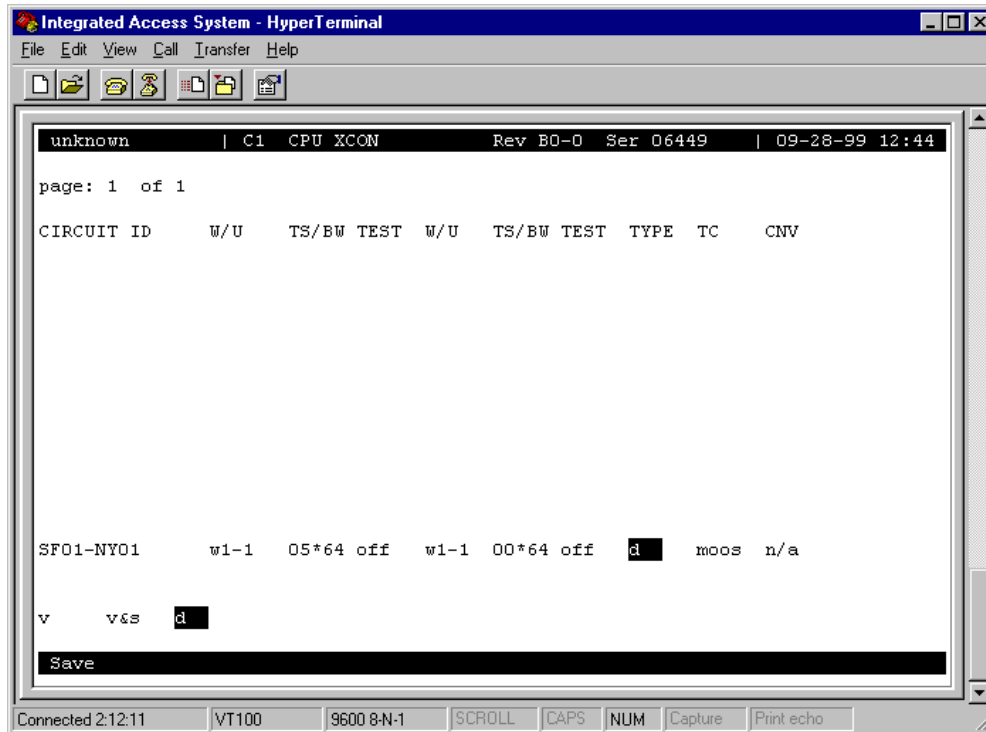 Integrated Access System - HyperTerminal
File Edit View Call Transfer Help
unknown | C1 CPU XCON Rev B0-0 Ser 06449 | 09-28-99 12:44
page: 1 of 1
CIRCUIT ID W/U TS/BW TEST W/U TS/BW TEST TYPE TC CNV
SF01-NY01 w1-1 05*64 off w1-1 00*64 off d moos n/a
v v&s d
Save
Connected 2:12:11 VT100 9600 8-N-1 SCROLL CAPS NUM Capture Print echo